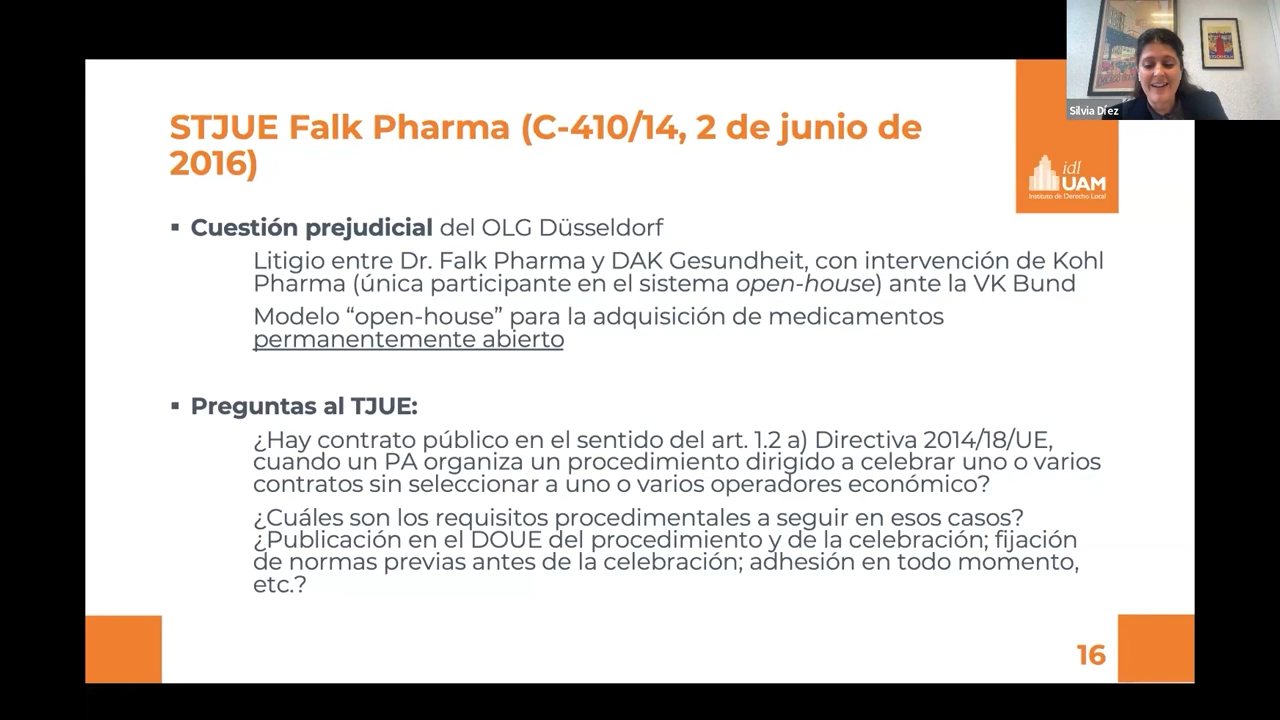 Silvia Díez
STJUE Falk Pharma (C-410/14, 2 de junio de
2016)
idl
UAM
Instituto de Derecho Local
▪ Cuestión prejudicial del OLG Düsseldorf
Litigio entre Dr. Falk Pharma y DAK Gesundheit, con intervención de Kohl
Pharma (única participante en el sistema open-house) ante la VK Bund
Modelo “open-house” para la adquisición de medicamentos
permanentemente abierto
▪ Preguntas al TJUE:
¿Hay contrato público en el sentido del art. 1.2 a) Directiva 2014/18/UE,
cuando un PA organiza un procedimiento dirigido a celebrar uno o varios
contratos sin seleccionar a uno o varios operadores económico?
¿Cuáles son los requisitos procedimentales a seguir en esos casos?
¿Publicación en el DOUE del procedimiento y de la celebración; fijación
de normas previas antes de la celebración; adhesión en todo momento,
etc.?
16